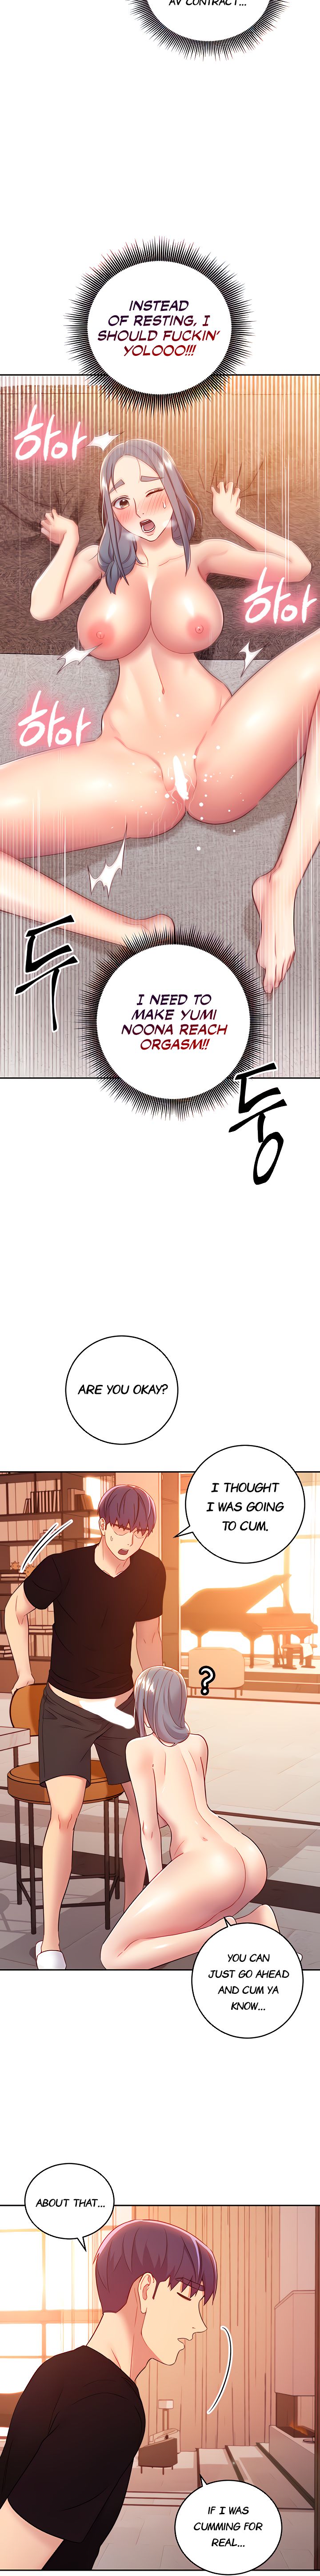 AV CONTRACT...
INSTEAD
OF RESTING, I
SHOULD FUCKIN'
YOLOOO!!!
하아
하아
하아
두
I NEED TO
MAKE YUMI
NOONA REACH
ORGASM!!
둥
ARE YOU OKAY?
I THOUGHT
I WAS GOING
TO CUM.
?
YOU CAN
JUST GO AHEAD
AND CUM YA
KNOW...
ABOUT THAT...
IF I WAS
CUMMING FOR
REAL...